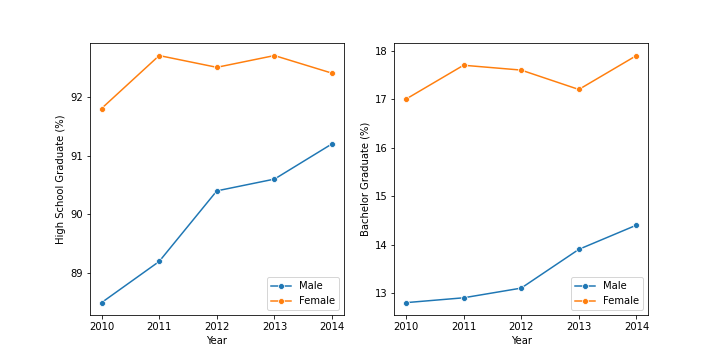 High School Graduate (%)
92
91
90
89
2010 2011 2012 2013 2014
Year
Male
Female
Bachelor Graduate (%)
18
17
16
15
14
13
2010 2011 2012 2013 2014
Year
Male
Female